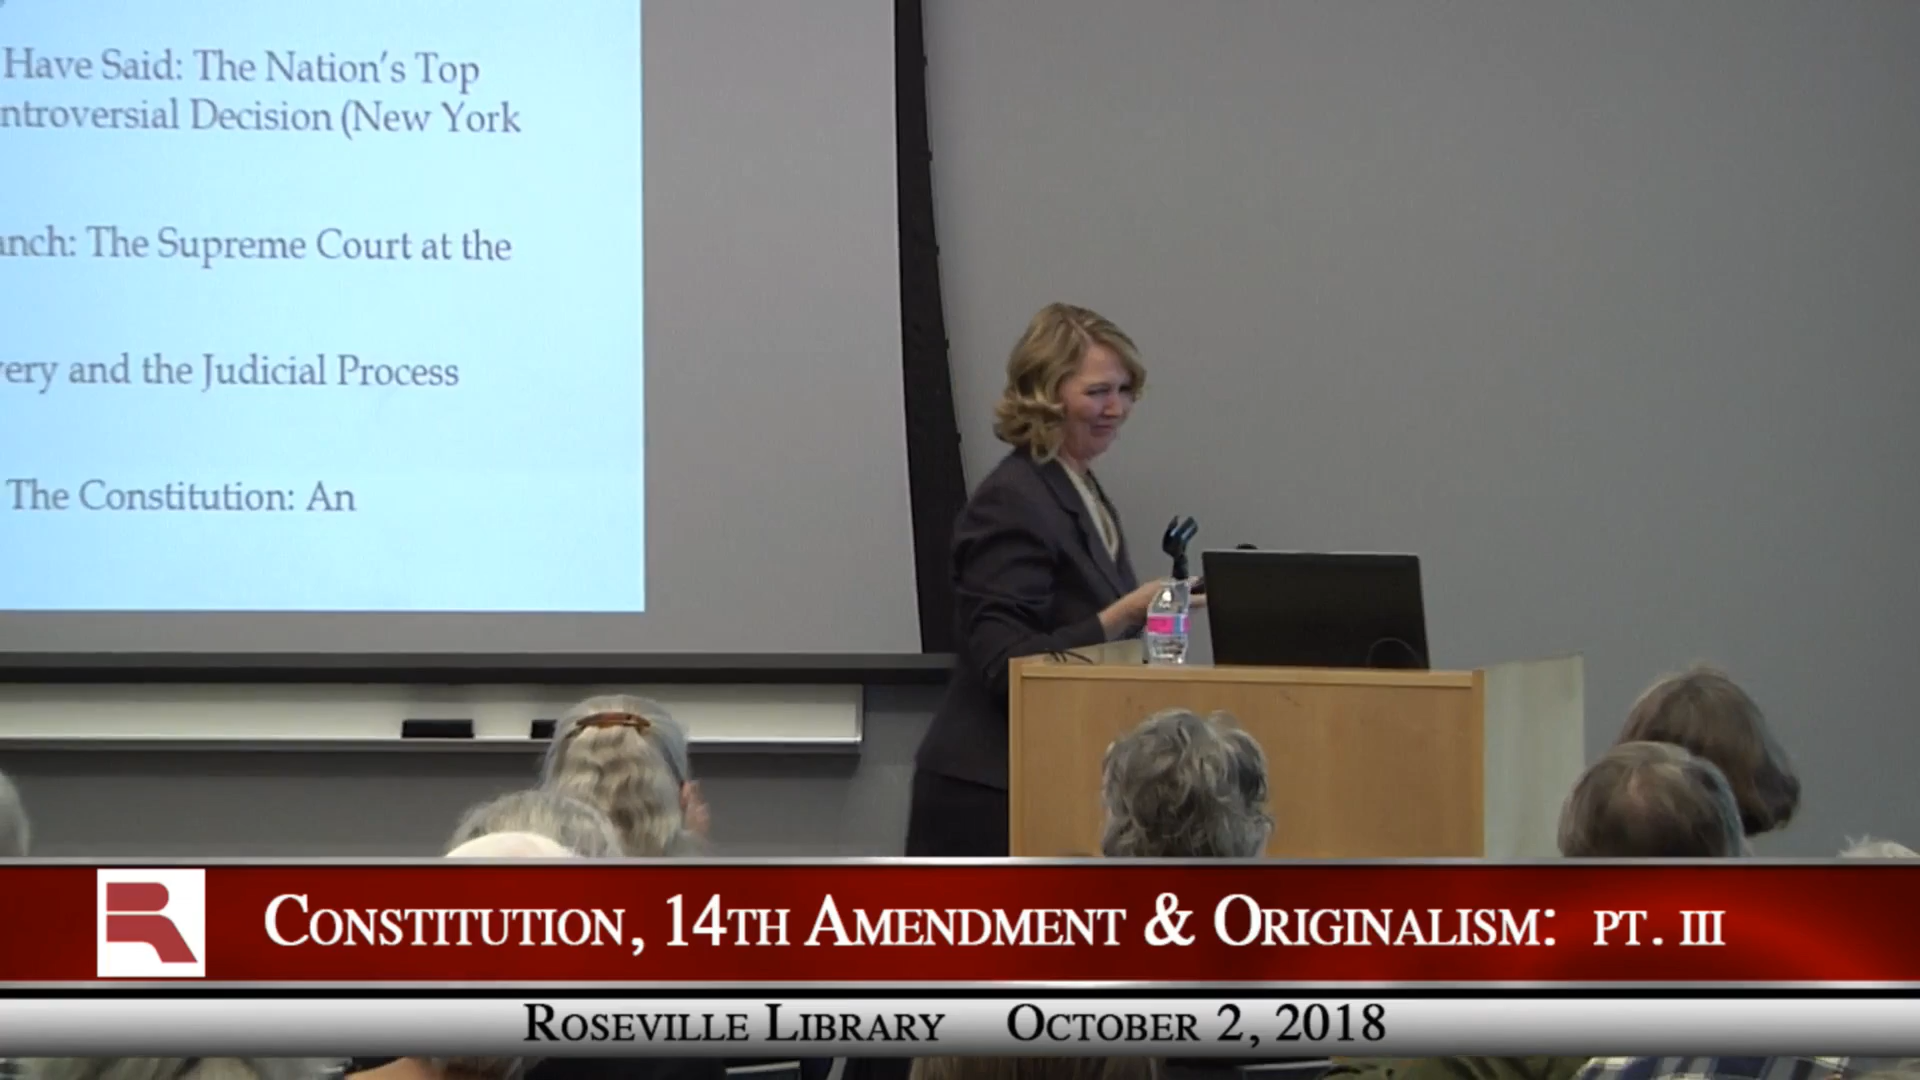 Have Said: The Nation's Top
ntroversial Decision (New York
anch: The Supreme Court at the
ery and the Judicial Process
The Constitution: An
R
CONSTITUTION, 14TH AMENDMENT & ORIGINALISM: PT. III
ROSEVILLE LIBRARY OCTOBER 2, 2018